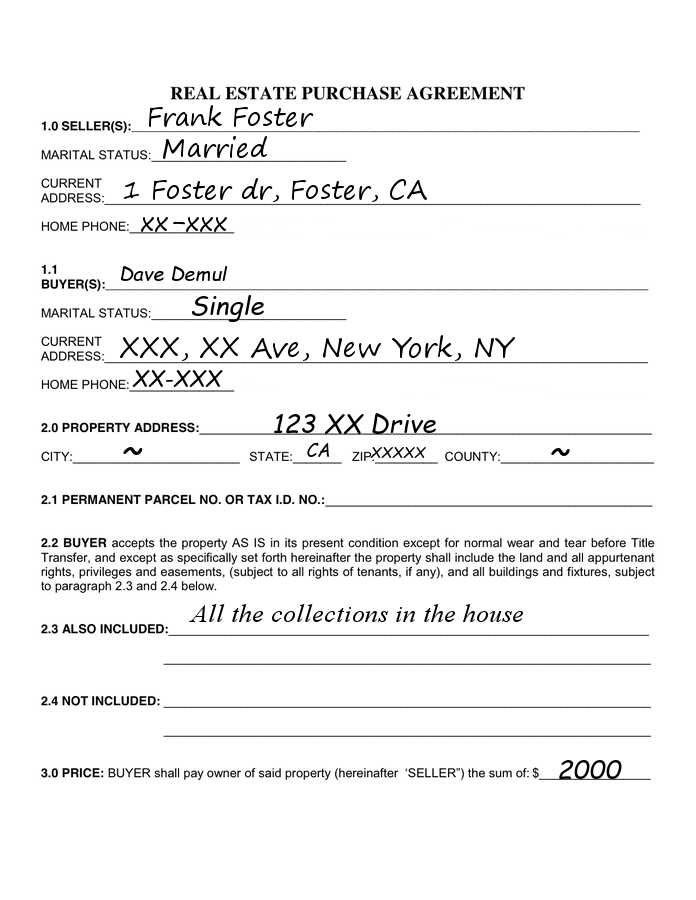 REAL ESTATE PURCHASE AGREEMENT
1.0 SELLER(S): Frank Foster
MARITAL STATUS: Married
CURRENT
ADDRESS: 1 Foster dr, Foster, CA
HOME PHONE: XX-XXX
1.1
BUYER(S): Dave Demul
MARITAL STATUS: Single
CURRENT
ADDRESS: XXX, XX Ave, New York, NY
HOME PHONE: XX-XXX
2.0 PROPERTY ADDRESS: 123 XX Drive
CITY: ~ STATE: CA ZIP XXXXX COUNTY: ~
2.1 PERMANENT PARCEL NO. OR TAX I.D. NO.:
2.2 BUYER accepts the property AS IS in its present condition except for normal wear and tear before Title
Transfer, and except as specifically set forth hereinafter the property shall include the land and all appurtenant
rights, privileges and easements, (subject to all rights of tenants, if any), and all buildings and fixtures, subject
to paragraph 2.3 and 2.4 below.
2.3 ALSO INCLUDED: All the collections in the house
2.4 NOT INCLUDED:
3.0 PRICE: BUYER shall pay owner of said property (hereinafter ‘SELLER”) the sum of: $ 2000